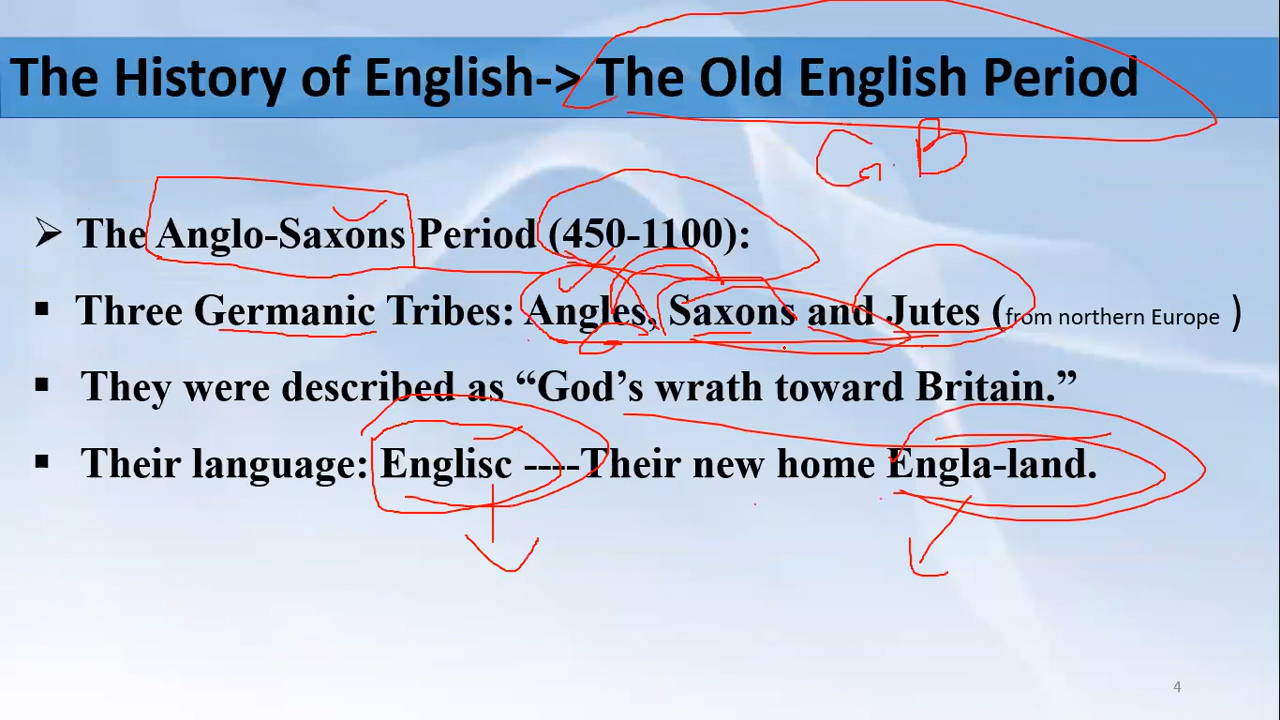 The History of English-> The Old English Period
G B
➢ The Anglo-Saxons Period (450-1100):
▪ Three Germanic Tribes: Angles, Saxons and Jutes (from northern Europe )
▪ They were described as “God’s wrath toward Britain.”
▪ Their language: Englisc ----Their new home Engla-land.
4